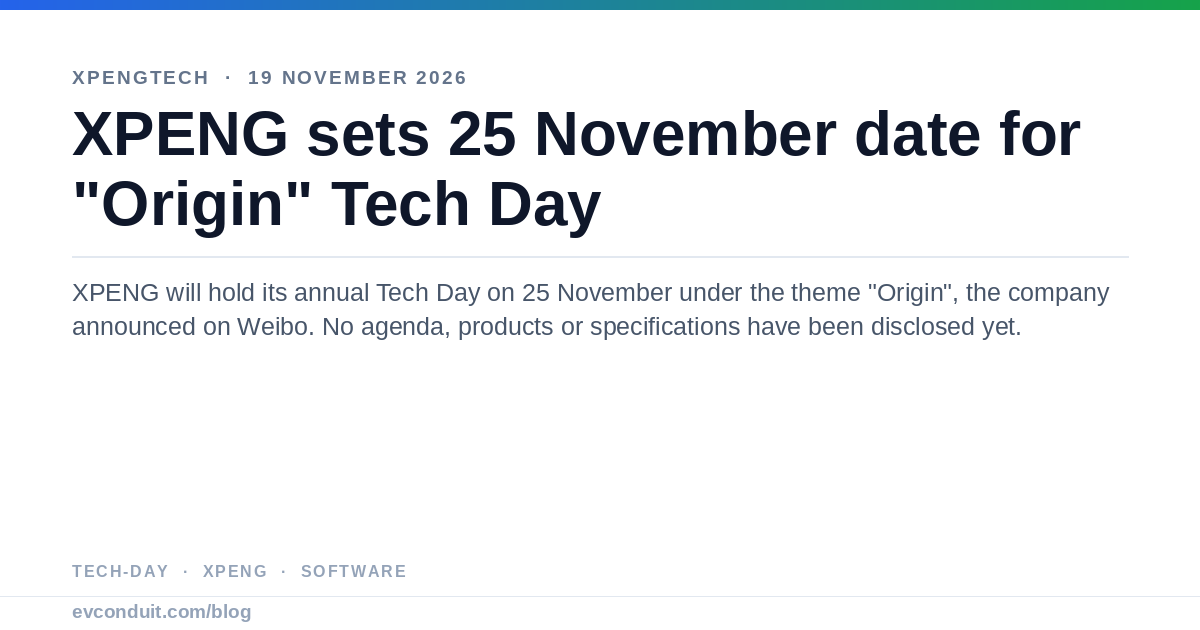 XPENGTECH · 19 NOVEMBER 2026
XPENG sets 25 November date for
"Origin" Tech Day
XPENG will hold its annual Tech Day on 25 November under the theme "Origin", the company
announced on Weibo. No agenda, products or specifications have been disclosed yet.
TECH-DAY · XPENG · SOFTWARE
evconduit.com/blog